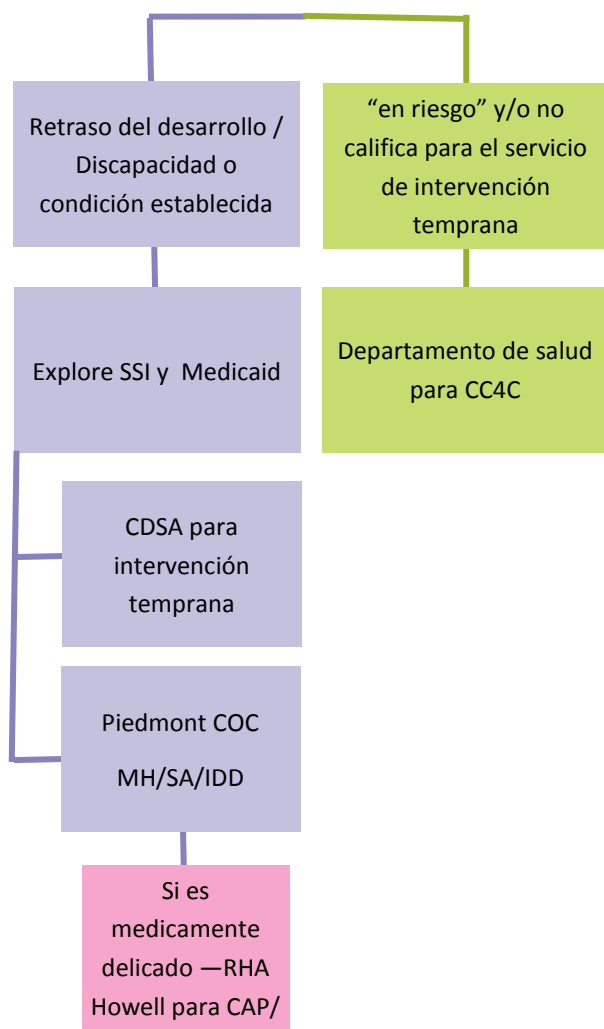 Retraso del desarrollo /
Discapacidad o
condición establecida
“en riesgo” y/o no
califica para el servicio
de intervención
temprana
Explore SSI y  Medicaid
Departamento de salud
para CC4C
CDSA para
intervención
temprana
Piedmont COC
MH/SA/IDD
Si es
medicamente
delicado —RHA
Howell para CAP/